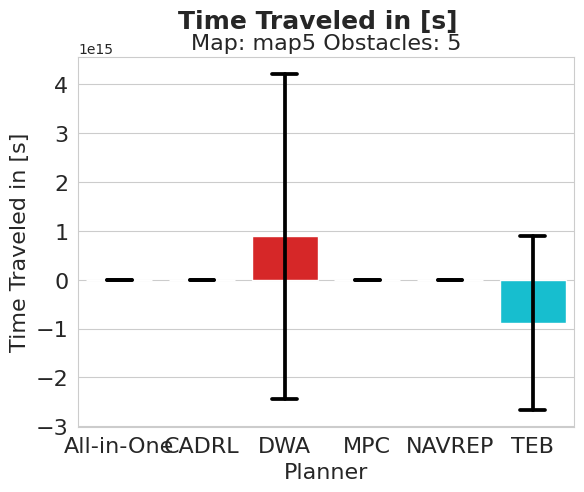 Time Traveled in [s]
Map: map5 Obstacles: 5
1e15
4
3
2
1
0
−1
−2
−3
Time Traveled in [s]
All-in-One CADRL DWA MPC NAVREP TEB
Planner